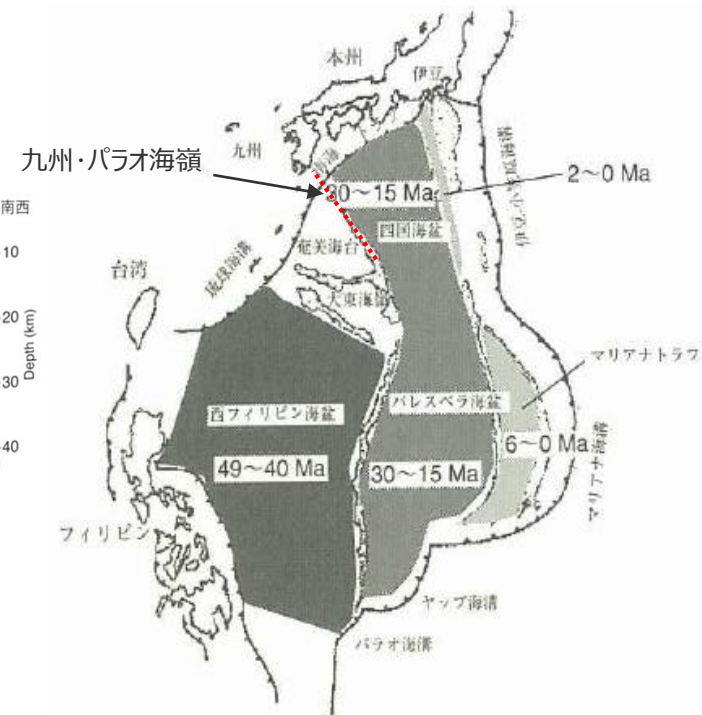 本州
伊豆
九州・パラオ海嶺
九州
2～0 Ma
南西
30～15 Ma
四国海盆
-10
奄美海台
台湾
琉球海溝
大東海嶺
-20
Depth (km)
マリアナトラフ
-30
西フィリピン海盆
パレスベラ海盆
-40
6～0 Ma
49～40 Ma
30～15 Ma
マリアナ海溝
フィリピン
ヤップ海溝
パラオ海溝